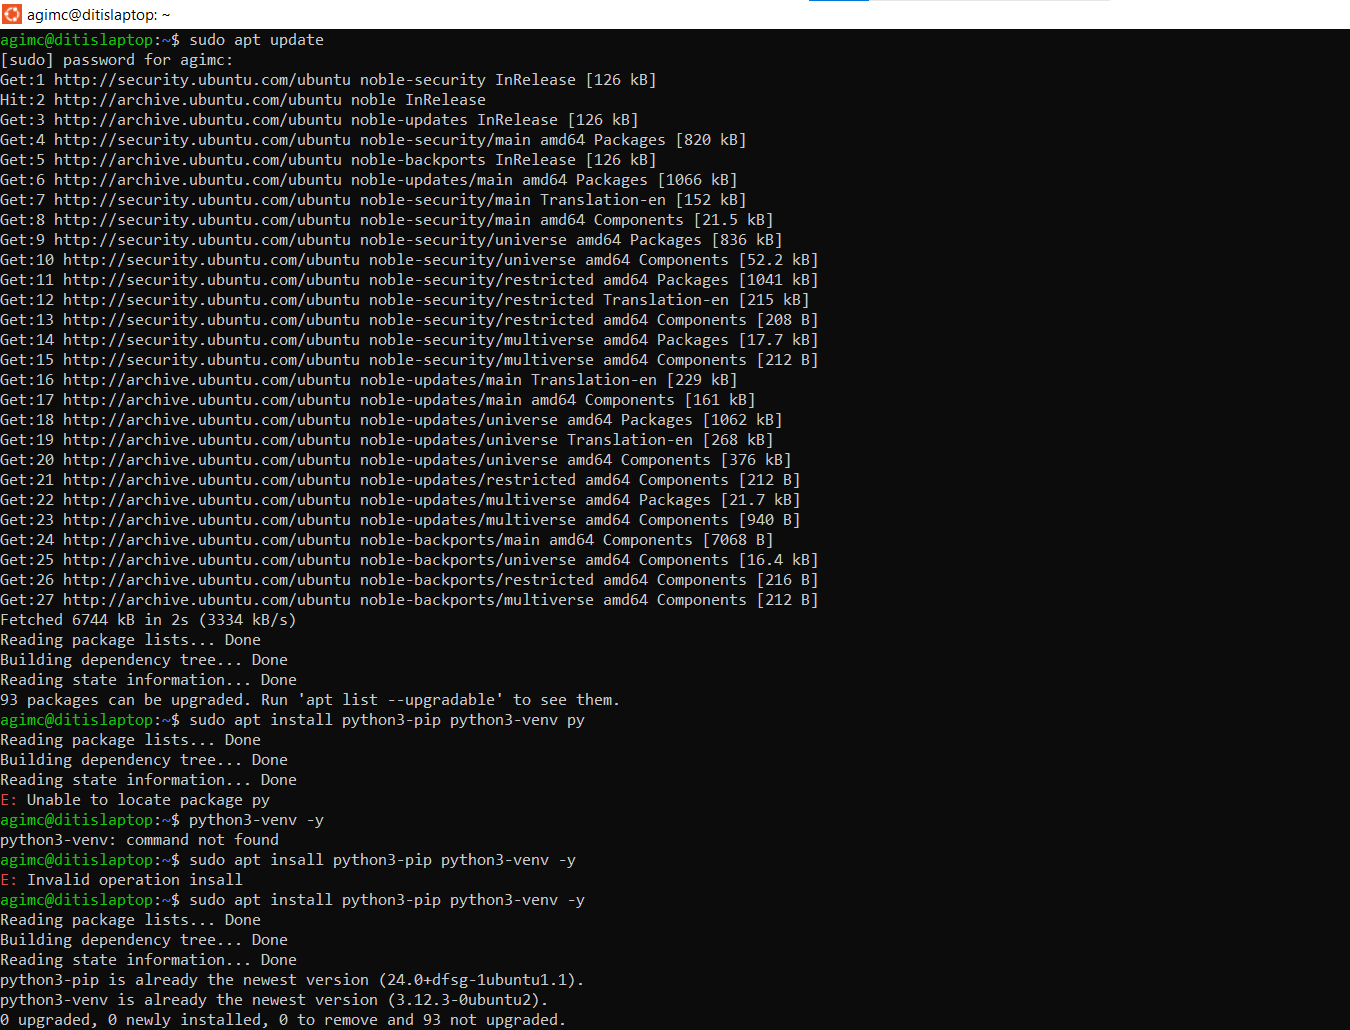 agimc@ditislaptop: ~
agimc@ditislaptop:~$ sudo apt update
[sudo] password for agimc:
Get:1 http://security.ubuntu.com/ubuntu noble-security InRelease [126 kB]
Hit:2 http://archive.ubuntu.com/ubuntu noble InRelease
Get:3 http://archive.ubuntu.com/ubuntu noble-updates InRelease [126 kB]
Get:4 http://security.ubuntu.com/ubuntu noble-security/main amd64 Packages [820 kB]
Get:5 http://archive.ubuntu.com/ubuntu noble-backports InRelease [126 kB]
Get:6 http://archive.ubuntu.com/ubuntu noble-updates/main amd64 Packages [1066 kB]
Get:7 http://security.ubuntu.com/ubuntu noble-security/main Translation-en [152 kB]
Get:8 http://security.ubuntu.com/ubuntu noble-security/main amd64 Components [21.5 kB]
Get:9 http://security.ubuntu.com/ubuntu noble-security/universe amd64 Packages [836 kB]
Get:10 http://security.ubuntu.com/ubuntu noble-security/universe amd64 Components [52.2 kB]
Get:11 http://security.ubuntu.com/ubuntu noble-security/restricted amd64 Packages [1041 kB]
Get:12 http://security.ubuntu.com/ubuntu noble-security/restricted Translation-en [215 kB]
Get:13 http://security.ubuntu.com/ubuntu noble-security/restricted amd64 Components [208 B]
Get:14 http://security.ubuntu.com/ubuntu noble-security/multiverse amd64 Packages [17.7 kB]
Get:15 http://security.ubuntu.com/ubuntu noble-security/multiverse amd64 Components [212 B]
Get:16 http://archive.ubuntu.com/ubuntu noble-updates/main Translation-en [229 kB]
Get:17 http://archive.ubuntu.com/ubuntu noble-updates/main amd64 Components [161 kB]
Get:18 http://archive.ubuntu.com/ubuntu noble-updates/universe amd64 Packages [1062 kB]
Get:19 http://archive.ubuntu.com/ubuntu noble-updates/universe Translation-en [268 kB]
Get:20 http://archive.ubuntu.com/ubuntu noble-updates/universe amd64 Components [376 kB]
Get:21 http://archive.ubuntu.com/ubuntu noble-updates/restricted amd64 Components [212 B]
Get:22 http://archive.ubuntu.com/ubuntu noble-updates/multiverse amd64 Packages [21.7 kB]
Get:23 http://archive.ubuntu.com/ubuntu noble-updates/multiverse amd64 Components [940 B]
Get:24 http://archive.ubuntu.com/ubuntu noble-backports/main amd64 Components [7068 B]
Get:25 http://archive.ubuntu.com/ubuntu noble-backports/universe amd64 Components [16.4 kB]
Get:26 http://archive.ubuntu.com/ubuntu noble-backports/restricted amd64 Components [216 B]
Get:27 http://archive.ubuntu.com/ubuntu noble-backports/multiverse amd64 Components [212 B]
Fetched 6744 kB in 2s (3334 kB/s)
Reading package lists... Done
Building dependency tree... Done
Reading state information... Done
93 packages can be upgraded. Run 'apt list --upgradable' to see them.
agimc@ditislaptop:~$ sudo apt install python3-pip python3-venv py
Reading package lists... Done
Building dependency tree... Done
Reading state information... Done
E: Unable to locate package py
agimc@ditislaptop:~$ python3-venv -y
python3-venv: command not found
agimc@ditislaptop:~$ sudo apt insall python3-pip python3-venv -y
E: Invalid operation insall
agimc@ditislaptop:~$ sudo apt install python3-pip python3-venv -y
Reading package lists... Done
Building dependency tree... Done
Reading state information... Done
python3-pip is already the newest version (24.0+dfsg-1ubuntu1.1).
python3-venv is already the newest version (3.12.3-0ubuntu2).
0 upgraded, 0 newly installed, 0 to remove and 93 not upgraded.